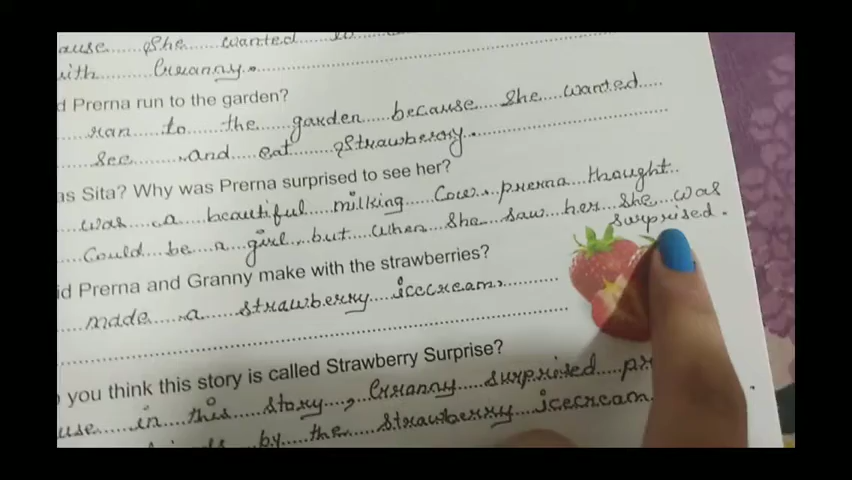 ause she wanted to
with Granny.
d Prerna run to the garden?
ran to the garden because she wanted
see and eat Strawberry.
as Sita? Why was Prerna surprised to see her?
was a beautiful milking Cow. prerna thought
Could be a girl, but when she saw her she was
surprised.
id Prerna and Granny make with the strawberries?
made a strawberry icecream.
you think this story is called Strawberry Surprise?
use in this story, Granny surprised pr
by the strawberry icecream.